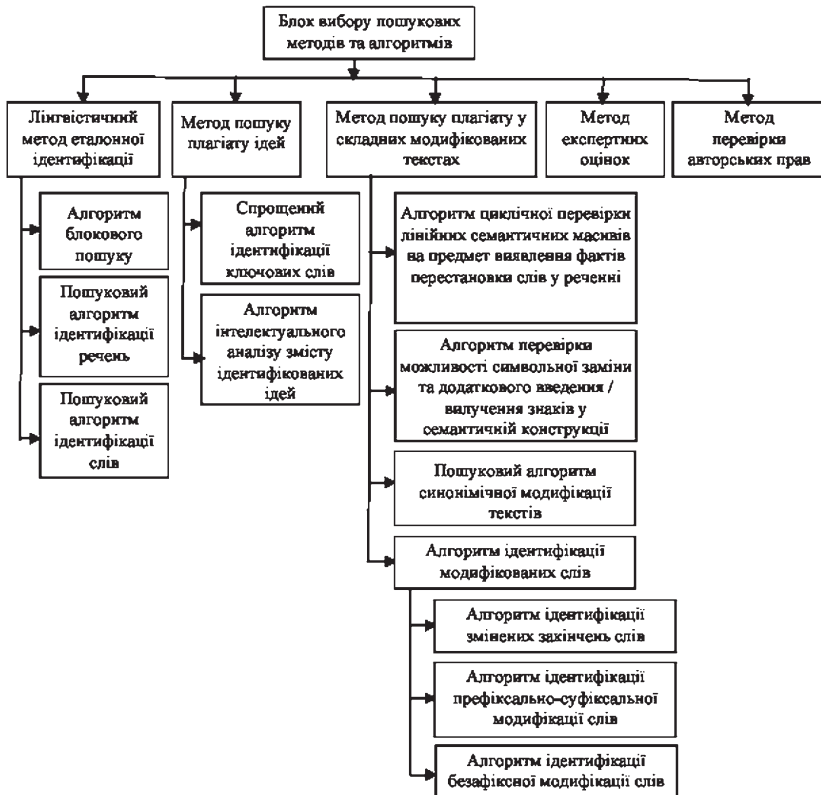 Блок вибору пошукових
методів та алгоритмів
Лінгвістичний
метод еталонної
ідентифікації
Метод пошуку
плагіату ідей
Метод пошуку плагіату у
складних модифікованих
текстах
Метод
експертних
оцінок
Метод
перевірки
авторських прав
Алгоритм
блокового
пошуку
Пошуковий
алгоритм
ідентифікації
речень
Пошуковий
алгоритм
ідентифікації
слів
Спрощений
алгоритм
ідентифікації
ключових слів
Алгоритм
інтелектуального
аналізу змісту
ідентифікованих
ідей
Алгоритм циклічної перевірки
лінійних семантичних масивів
на предмет виявлення фактів
перестановки слів у реченні
Алгоритм перевірки
можливості символьної заміни
та додаткового введення /
вилучення знаків у
семантичній конструкції
Пошуковий алгоритм
синонімічної модифікації
текстів
Алгоритм ідентифікації
модифікованих слів
Алгоритм ідентифікації
змінених закінчень слів
Алгоритм ідентифікації
префіксально-суфіксальної
модифікації слів
Алгоритм ідентифікації
безафіксної модифікації слів